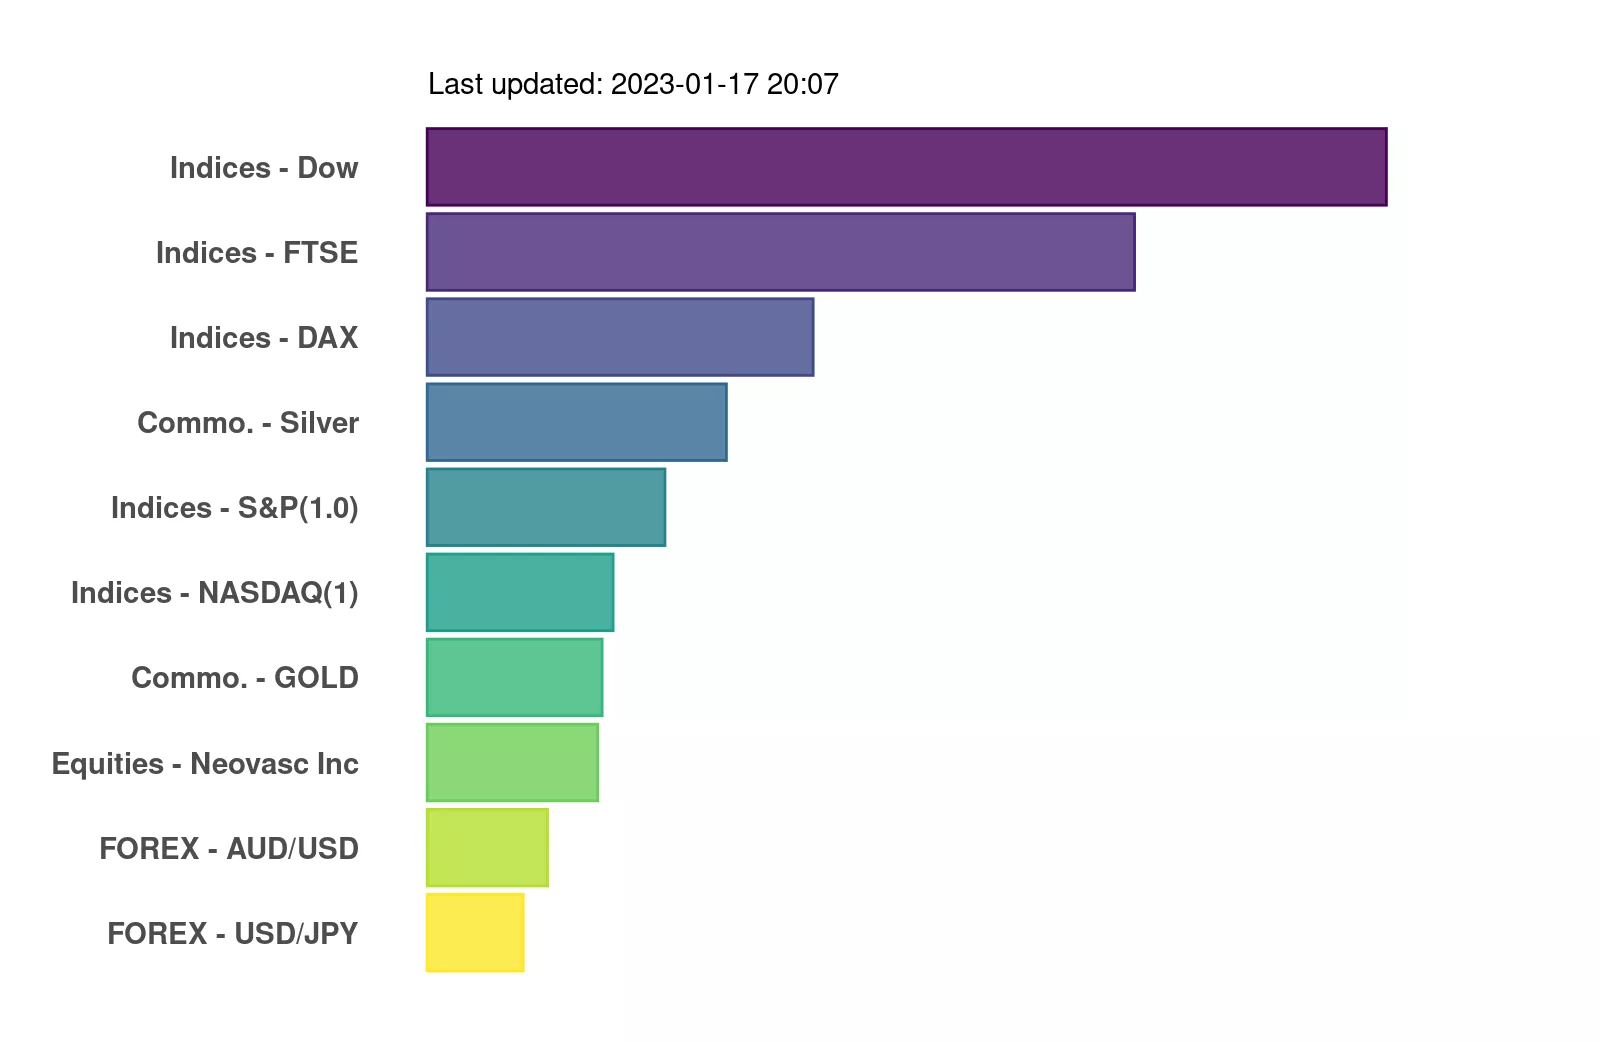 Last updated: 2023-01-17 20:07
Indices - Dow
Indices - FTSE
Indices - DAX
Commo. - Silver
Indices - S&P(1.0)
Indices - NASDAQ(1)
Commo. - GOLD
Equities - Neovasc Inc
FOREX - AUD/USD
FOREX - USD/JPY